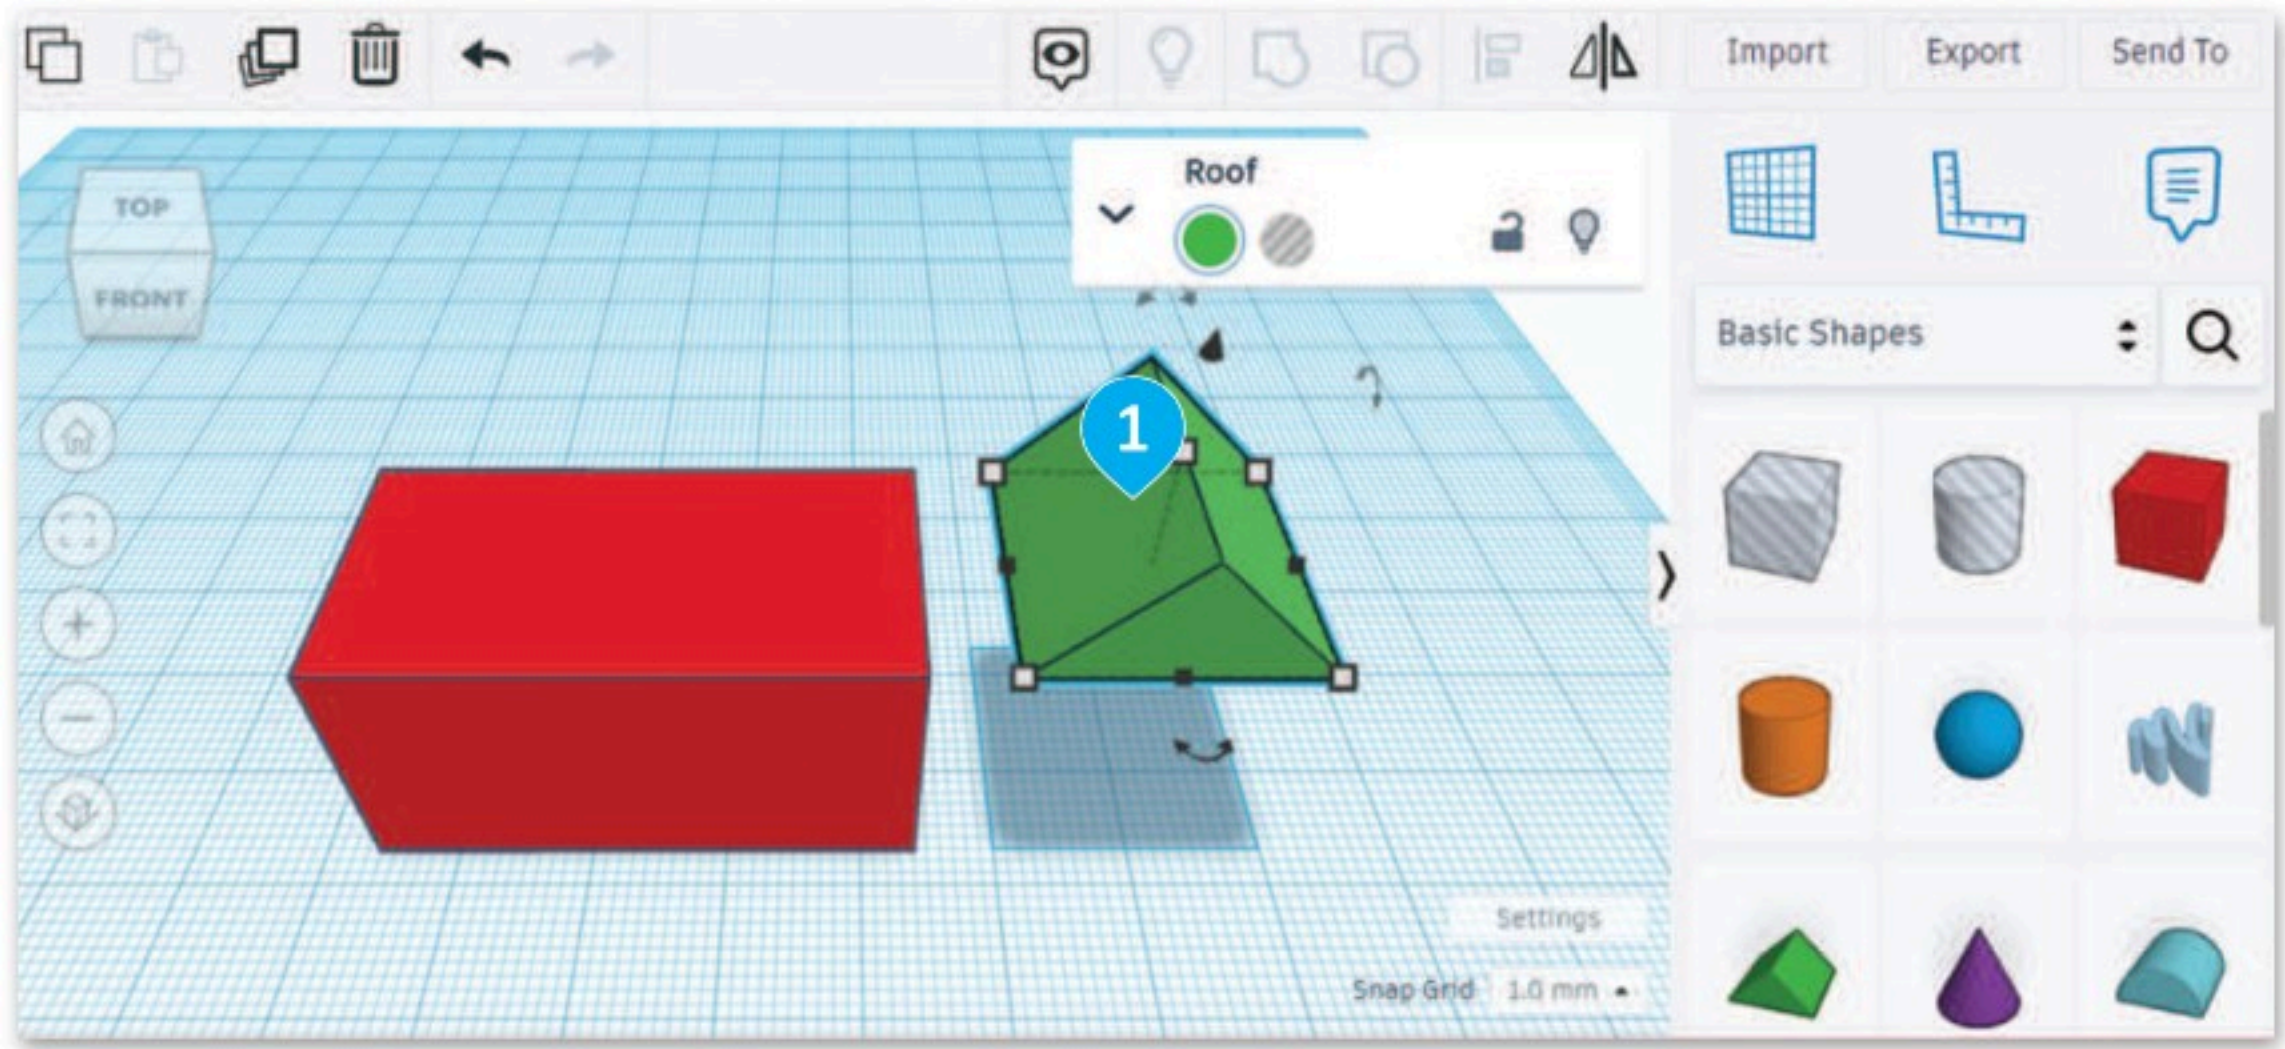 Import Export Send To
Roof
TOP
FRONT
1
Basic Shapes
Settings
Snap Grid 1.0 mm